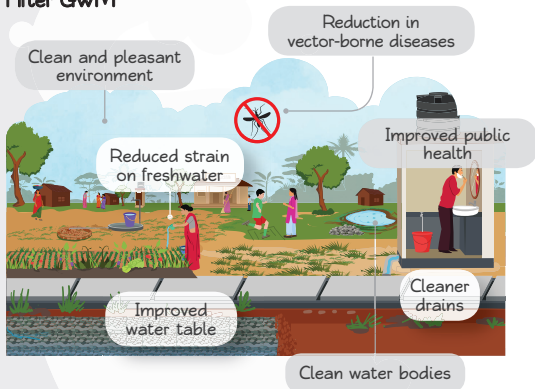 After GWM
Reduction in
vector-borne diseases
Clean and pleasant
environment
Improved public
health
Reduced strain
on freshwater
Cleaner
drains
Improved
water table
Clean water bodies